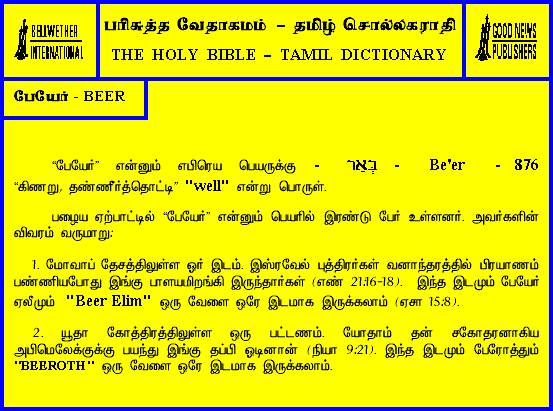 BELLWETHER
INTERNATIONAL
பரிசுத்த வேதாகமம் – தமிழ் சொல்லகராதி
THE HOLY BIBLE – TAMIL DICTIONARY
GOOD NEWS
PUBLISHERS
பேயேர் - BEER
“பேயேர்” என்னும் எபிரெய பெயருக்கு - בְּאֵר - Be'er - 876
“கிணறு, தண்ணீர்த்தொட்டி” "well" என்று பொருள்.
பழைய ஏற்பாட்டில் “பேயேர்” என்னும் பெயரில் இரண்டு பேர் உள்ளனர். அவர்களின்
விவரம் வருமாறு:
1. மோவாப் தேசத்திலுள்ள ஓர் இடம். இஸ்ரவேல் புத்திரர்கள் வனாந்தரத்தில் பிரயாணம்
பண்ணியபோது இங்கு பாளயமிறங்கி இருந்தார்கள் (எண் 21:16-18). இந்த இடமும் பேயேர்
ஏலீமும் "Beer Elim" ஒரு வேளை ஒரே இடமாக இருக்கலாம் (ஏசா 15:8).
2. யூதா கோத்திரத்திலுள்ள ஒரு பட்டணம். யோதாம் தன் சகோதரனாகிய
அபிமெலேக்குக்கு பயந்து இங்கு தப்பி ஓடினான் (நியா 9:21). இந்த இடமும் பேரோத்தும்
"BEEROTH" ஒரு வேளை ஒரே இடமாக இருக்கலாம்.